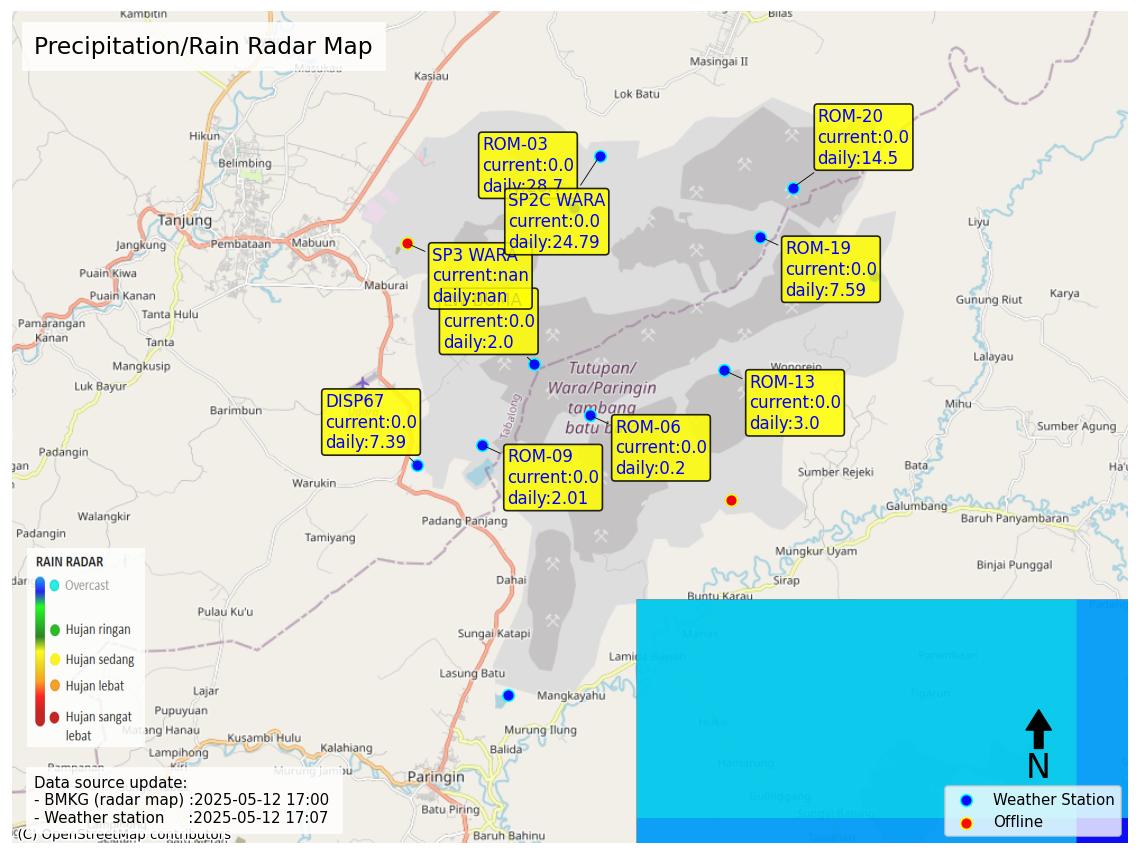 Kambitin
Bilas
Precipitation/Rain Radar Map
Masukau
Kasiau
Masingai II
Lok Batu
Hikun
Belimbing
ROM-03
current:0.0
daily:28.7
ROM-20
current:0.0
daily:14.5
SP2C WARA
current:0.0
daily:24.79
Tanjung
Jangkung
Pembataan
Mabuun
Liyu
SP3 WARA
current:nan
daily:nan
ROM-19
current:0.0
daily:7.59
Puain Kiwa
Maburai
Puain Kanan
Tanta Hulu
Gunung Riut
Karya
current:0.0
daily:2.0
Pamarangan
Kanan
Tanta
Mangkusip
Luk Bayur
Lalayau
Wonorejo
Tutupan/
Wara/Paringin
tambang
batu b
Tabalong
ROM-13
current:0.0
daily:3.0
Barimbun
Mihu
DISP67
current:0.0
daily:7.39
ROM-06
current:0.0
daily:0.2
Sumber Agung
ROM-09
current:0.0
daily:2.01
gan
Bata
Sumber Rejeki
Warukin
Galumbang
Walangkir
Padang Panjang
Baruh Panyambaran
Padangin
Tamiyang
Mungkur Uyam
Binjai Punggal
RAIN RADAR
Overcast
Hujan ringan
Hujan sedang
Hujan lebat
Hujan sangat
lebat
Dahai
Sirap
Buntu Karau
Pulau Ku'u
Sungai Katapi
Lasung Batu
Lajar
Mangkayahu
Pupuyuan
Matang Hanau
Kusambi Hulu
Murung Ilung
Lampihong
Kalahiang
Balida
Murung Jambu
Paringin
Batu Piring
Baruh Bahinu
N
Data source update:
- BMKG (radar map) :2025-05-12 17:00
- Weather station :2025-05-12 17:07
(C) OpenStreetMap contributors
Weather Station
Offline